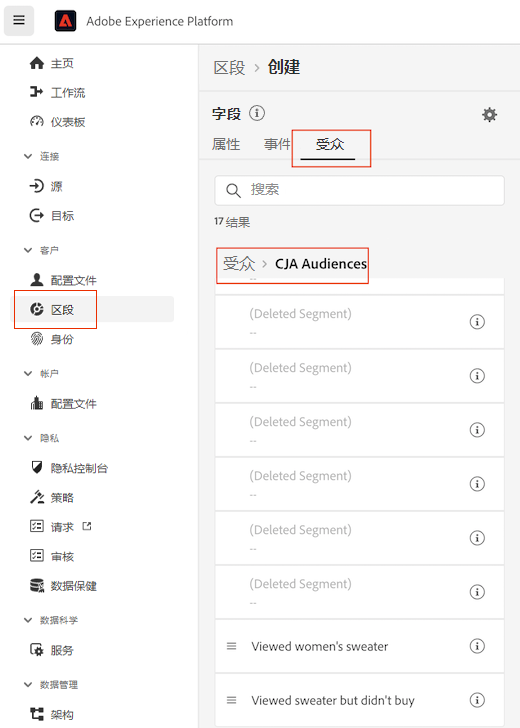 Adobe Experience Platform
主页
工作流
仪表板
连接
源
目标
客户
配置文件
区段
身份
帐户
配置文件
隐私
隐私控制台
策略
请求
审核
数据保健
数据科学
服务
数据管理
架构
区段 > 创建
字段
属性 事件 受众
搜索
17 结果
受众 > CJA Audiences
--
(Deleted Segment)
--
(Deleted Segment)
--
(Deleted Segment)
--
(Deleted Segment)
--
(Deleted Segment)
--
(Deleted Segment)
--
Viewed women's sweater
Viewed sweater but didn't buy